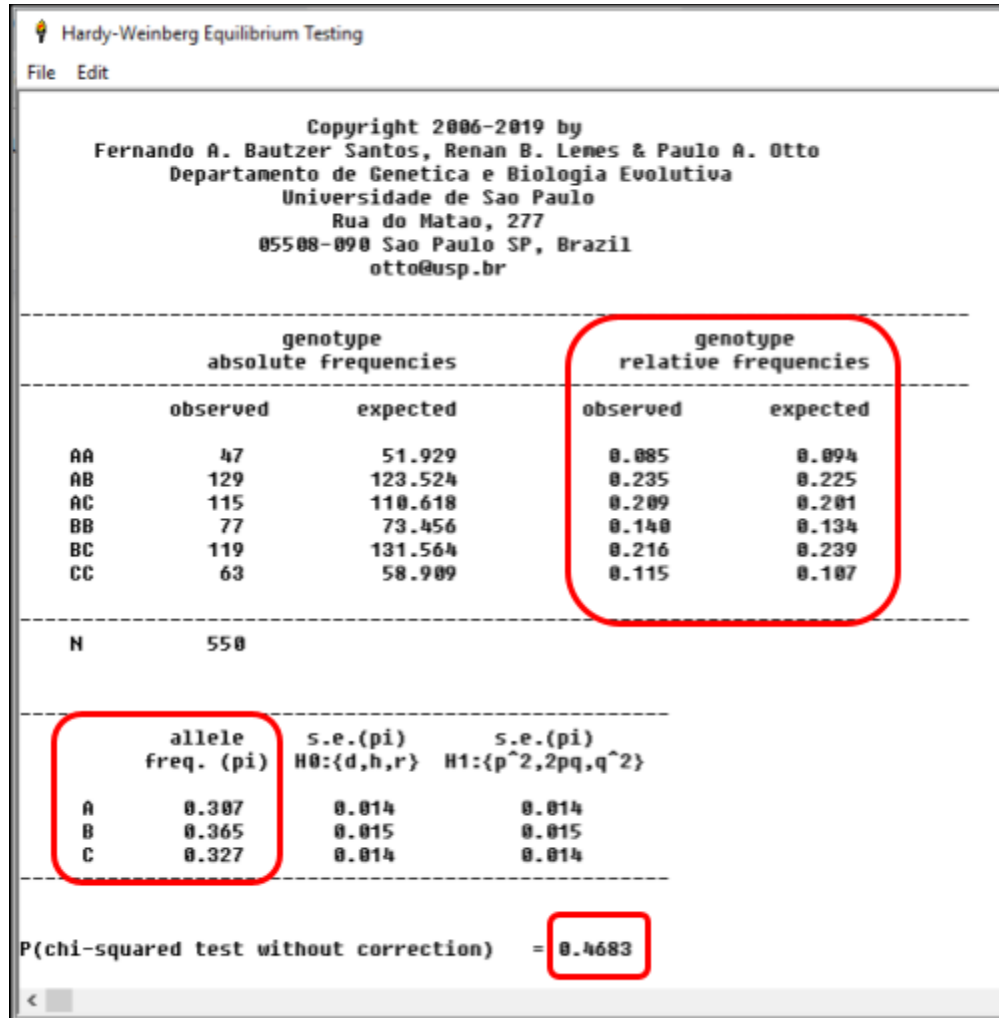 Hardy-Weinberg Equilibrium Testing
File Edit
Copyright 2006-2019 by
Fernando A. Bautzer Santos, Renan B. Lemes & Paulo A. Otto
Departamento de Genetica e Biologia Evolutiva
Universidade de Sao Paulo
Rua do Matao, 277
05508-090 Sao Paulo SP, Brazil
otto@usp.br
genotype genotype
absolute frequencies relative frequencies
observed expected observed expected
AA 47 51.929 0.085 0.094
AB 129 123.524 0.235 0.225
AC 115 110.618 0.209 0.201
BB 77 73.456 0.140 0.134
BC 119 131.564 0.216 0.239
CC 63 58.909 0.115 0.107
N 550
allele s.e.(pi) s.e.(pi)
freq. (pi) H0:{d,h,r} H1:{p^2,2pq,q^2}
A 0.307 0.014 0.014
B 0.365 0.015 0.015
C 0.327 0.014 0.014
P(chi-squared test without correction) = 0.4683